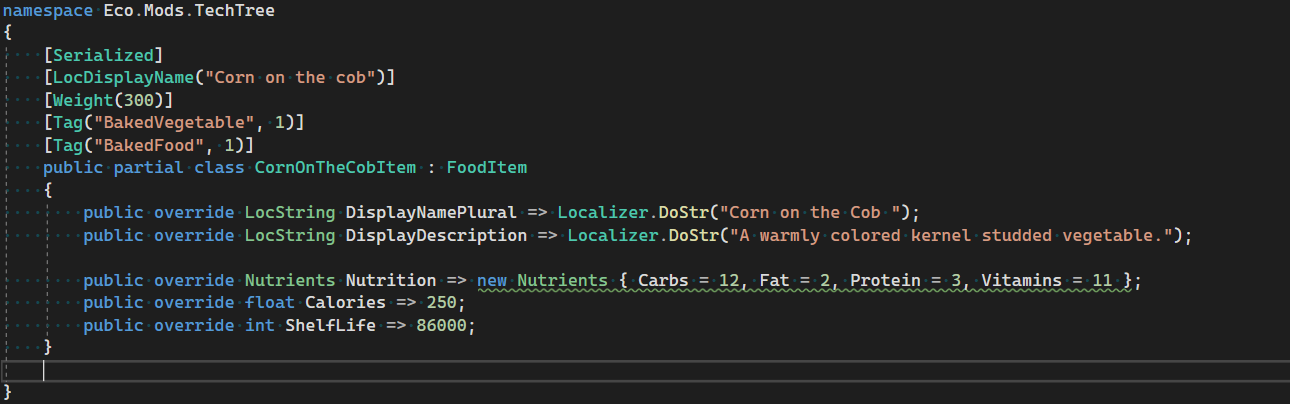 namespace Eco.Mods.TechTree
{
[Serialized]
[LocDisplayName("Corn on the cob")]
[Weight(300)]
[Tag("BakedVegetable", 1)]
[Tag("BakedFood", 1)]
public partial class CornOnTheCobItem : FoodItem
{
public override LocString DisplayNamePlural => Localizer.DoStr("Corn on the Cob ");
public override LocString DisplayDescription => Localizer.DoStr("A warmly colored kernel studded vegetable.");
public override Nutrients Nutrition => new Nutrients { Carbs = 12, Fat = 2, Protein = 3, Vitamins = 11 };
public override float Calories => 250;
public override int ShelfLife => 86000;
}
}